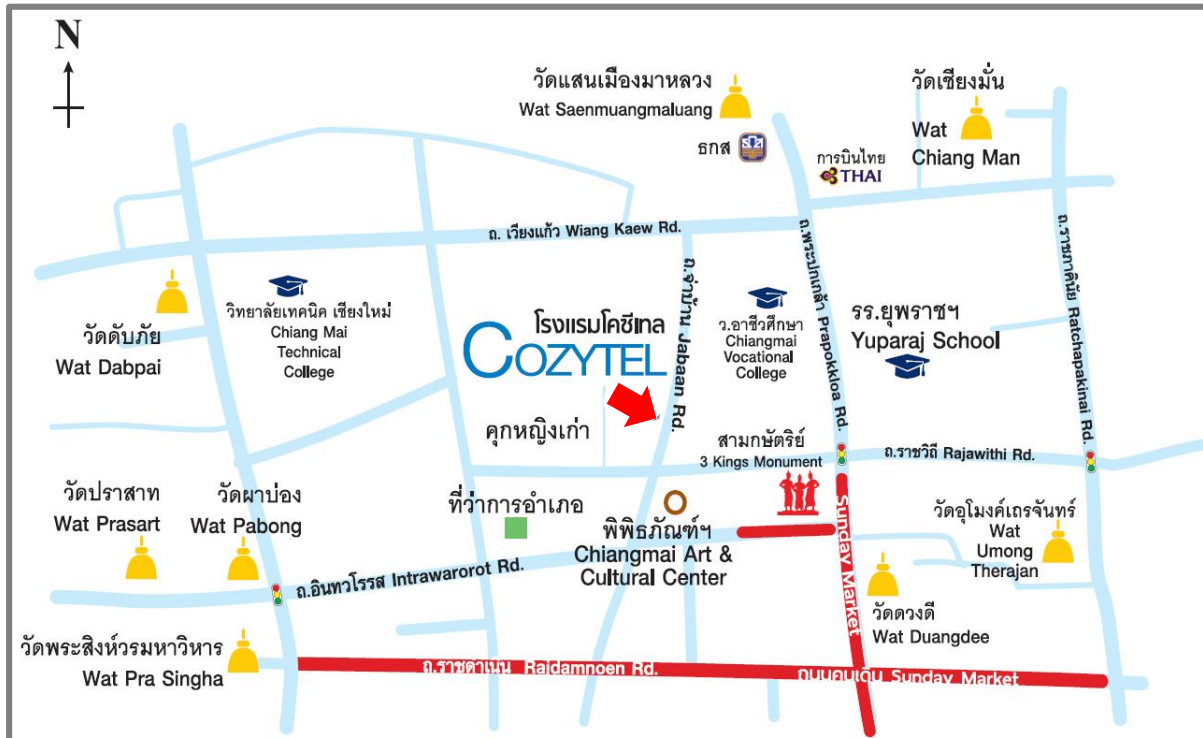 N
วัดแสนเมืองมาหลวง
Wat Saenmuangmaluang
ธกส
วัดเชียงมั่น
Wat
Chiang Man
การบินไทย
THAI
ถ. เวียงแก้ว Wiang Kaew Rd.
ถ.จ่าบ้าน Jabaan Rd.
ถ.พระปกเกล้า Prapokkloa Rd.
ถ.ราชภาคินัย Ratchapakinai Rd.
วัดดับภัย
Wat Dabpai
วิทยาลัยเทคนิค เชียงใหม่
Chiang Mai
Technical
College
โรงแรมโคซีเทล
COZYTEL
ว.อาชีวศึกษา
Chiangmai
Vocational
College
รร.ยุพราชฯ
Yuparaj School
คุกหญิงเก่า
สามกษัตริย์
3 Kings Monument
ถ.ราชวิถี Rajawithi Rd.
วัดปราสาท
Wat Prasart
วัดผาบ่อง
Wat Pabong
ที่ว่าการอำเภอ
พิพิธภัณฑ์ฯ
Chiangmai Art &
Cultural Center
Sunday Market
วัดอุโมงค์เถรจันทร์
Wat
Umong
Therajan
ถ.อินทวโรรส Intrawarorot Rd.
วัดดวงดี
Wat Duangdee
วัดพระสิงห์วรมหาวิหาร
Wat Pra Singha
ถ.ราชดำเนิน Raidamnoen Rd.
ถนนคนเดิน Sunday Market